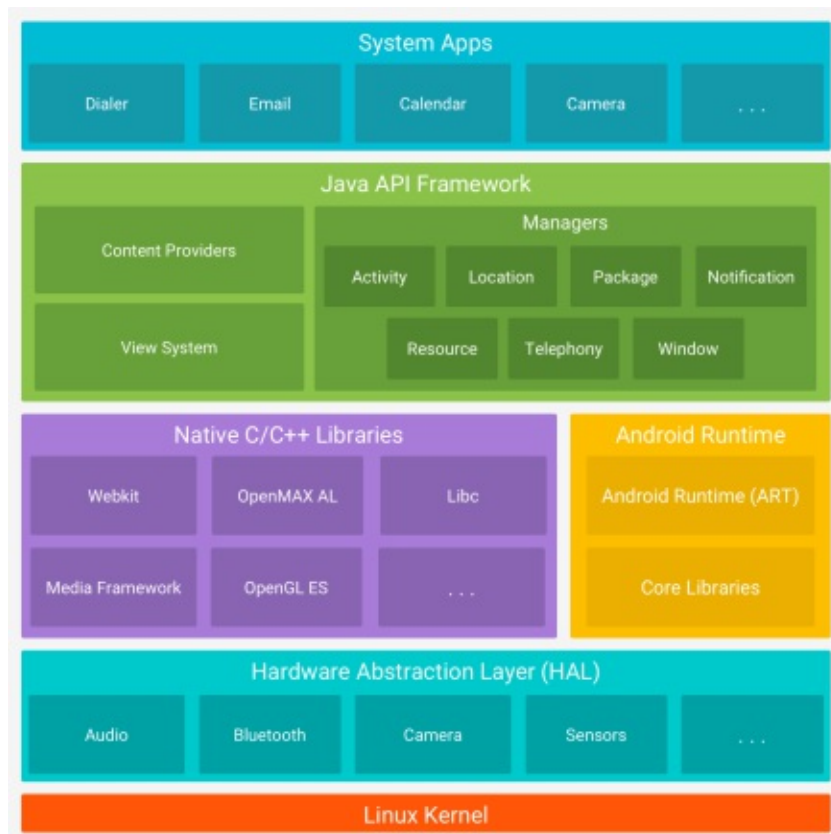 System Apps
Dialer Email Calendar Camera . . .
Java API Framework
Content Providers
View System
Managers
Activity Location Package Notification
Resource Telephony Window
Native C/C++ Libraries
Webkit OpenMAX AL Libc
Media Framework OpenGL ES . . .
Android Runtime
Android Runtime (ART)
Core Libraries
Hardware Abstraction Layer (HAL)
Audio Bluetooth Camera Sensors . . .
Linux Kernel